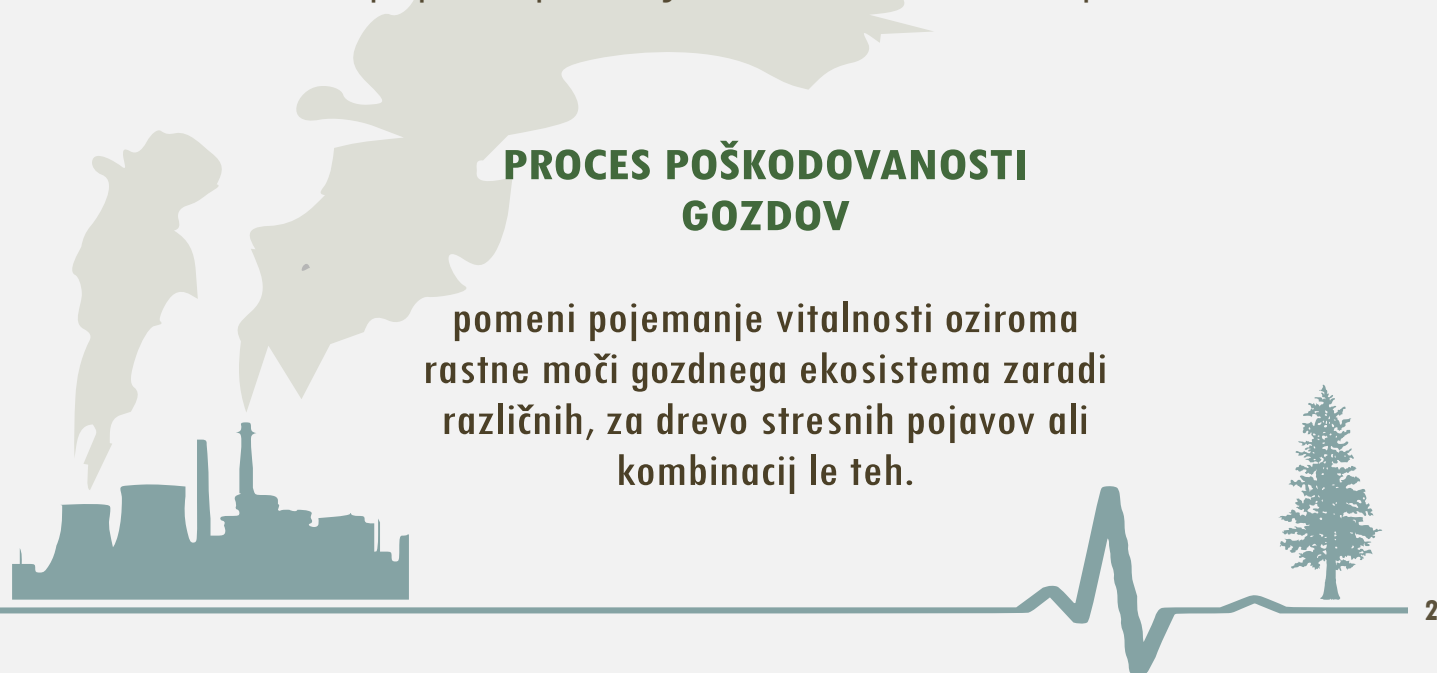 PROCES POŠKODOVANOSTI
GOZDOV
pomeni pojemanje vitalnosti oziroma
rastne moči gozdnega ekosistema zaradi
različnih, za drevo stresnih pojavov ali
kombinacij le teh.
2